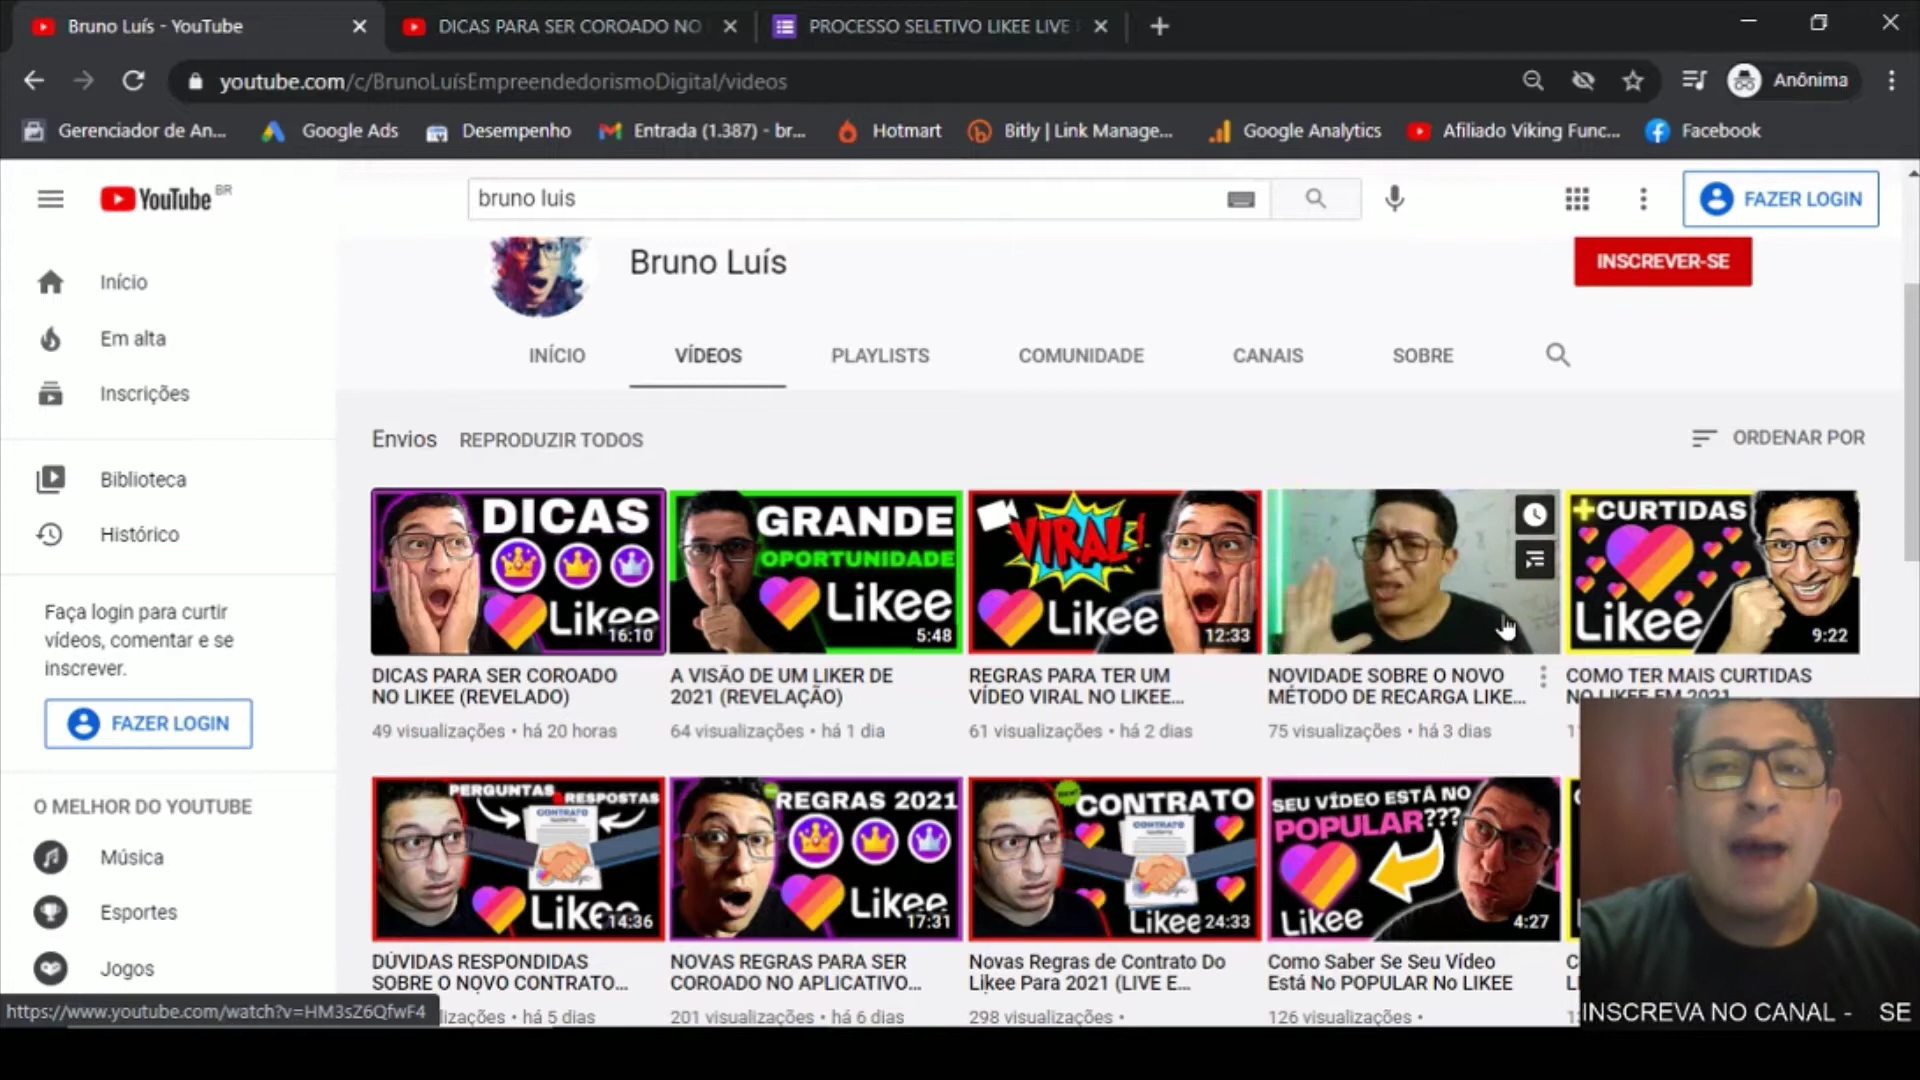 Bruno Luís - YouTube
DICAS PARA SER COROADO NO
PROCESSO SELETIVO LIKEE LIVE
youtube.com/c/BrunoLuísEmpreendedorismoDigital/videos
Anônima
Gerenciador de An...
Google Ads
Desempenho
Entrada (1.387) - br...
Hotmart
Bitly | Link Manage...
Google Analytics
Afiliado Viking Func...
Facebook
YouTube BR
bruno luis
FAZER LOGIN
Início
Em alta
Inscrições
Biblioteca
Histórico
Faça login para curtir
vídeos, comentar e se
inscrever.
FAZER LOGIN
O MELHOR DO YOUTUBE
Música
Esportes
Jogos
Bruno Luís
INSCREVER-SE
INÍCIO
VÍDEOS
PLAYLISTS
COMUNIDADE
CANAIS
SOBRE
Envios
REPRODUZIR TODOS
ORDENAR POR
DICAS
Likee
16:10
GRANDE
OPORTUNIDADE
Likee
5:48
VIRAL!
Likee
12:33
+CURTIDAS
Likee
9:22
DICAS PARA SER COROADO
NO LIKEE (REVELADO)
49 visualizações • há 20 horas
A VISÃO DE UM LIKER DE
2021 (REVELAÇÃO)
64 visualizações • há 1 dia
REGRAS PARA TER UM
VÍDEO VIRAL NO LIKEE...
61 visualizações • há 2 dias
NOVIDADE SOBRE O NOVO
MÉTODO DE RECARGA LIKE...
75 visualizações • há 3 dias
COMO TER MAIS CURTIDAS
NO LIKEE EM 2021
PERGUNTAS
RESPOSTAS
CONTRATO
Likee
14:36
REGRAS 2021
Likee
17:31
CONTRATO
CONTRATO
Likee
24:33
SEU VÍDEO ESTÁ NO
POPULAR???
Likee
4:27
DÚVIDAS RESPONDIDAS
SOBRE O NOVO CONTRATO...
lizações • há 5 dias
NOVAS REGRAS PARA SER
COROADO NO APLICATIVO...
201 visualizações • há 6 dias
Novas Regras de Contrato Do
Likee Para 2021 (LIVE E...
298 visualizações •
Como Saber Se Seu Vídeo
Está No POPULAR No LIKEE
126 visualizações •
https://www.youtube.com/watch?v=HM3sZ6QfwF4
INSCREVA NO CANAL - SE